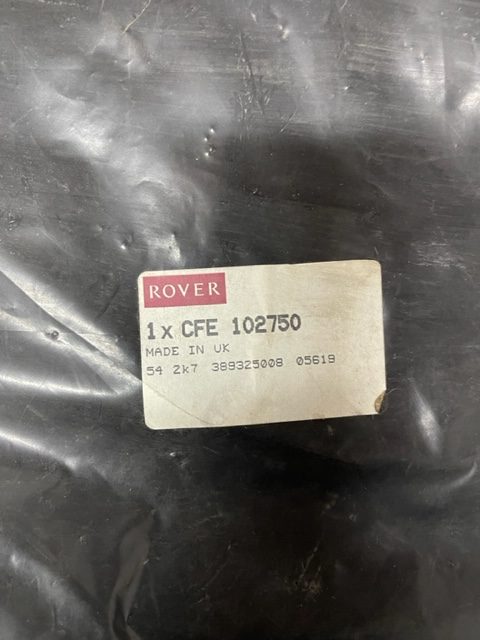 ROVER
1 x CFE 102750
MADE IN UK
54 2k7 389325008 05619